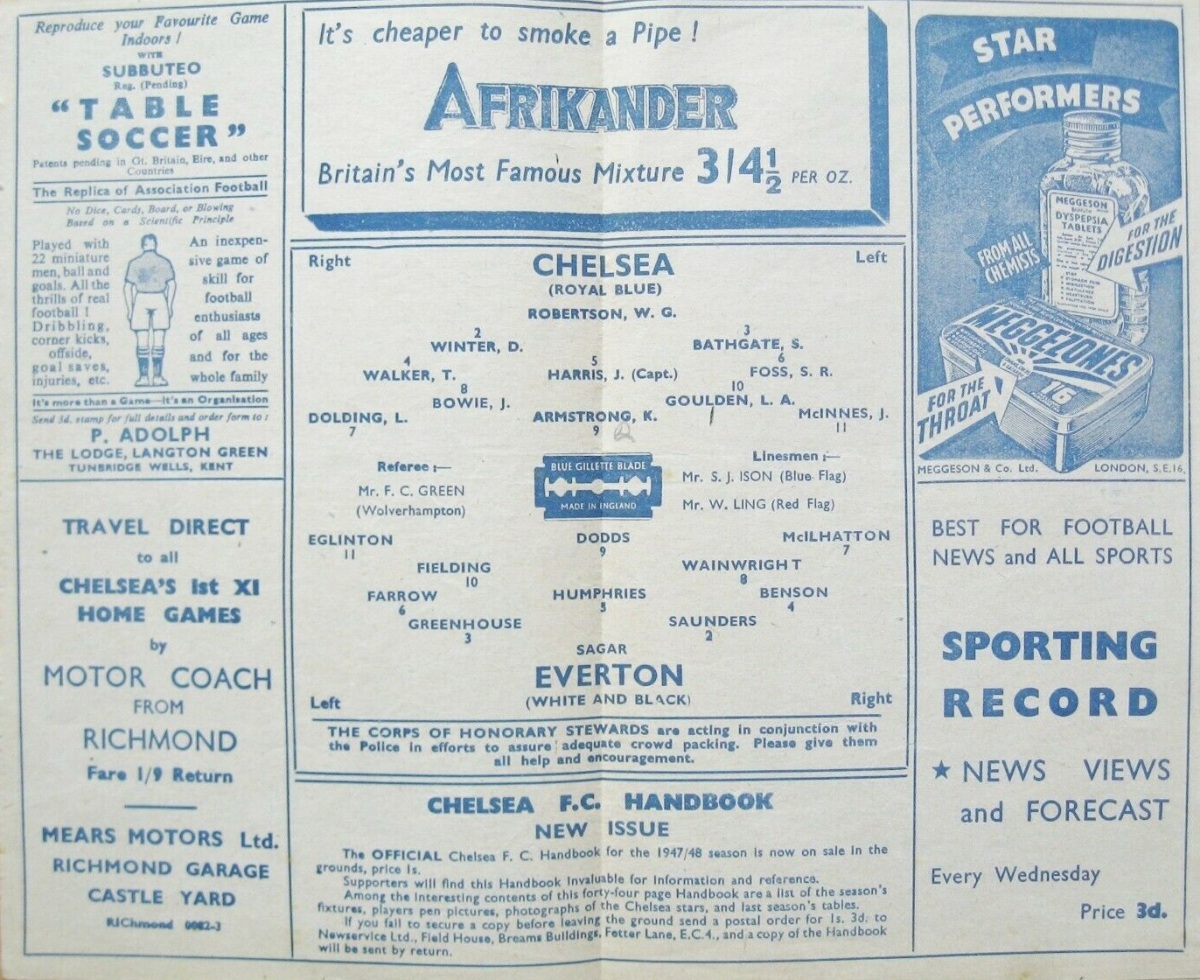 Reproduce your Favourite Game
Indoors !
WITH
SUBBUTEO
Reg. (Pending)
"TABLE
SOCCER"
Patents pending in Gt. Britain, Eire, and other
Countries
The Replica of Association Football
No Dice, Cards, Board, or Blowing
Based on a Scientific Principle
Played with
22 miniature
men, ball and
goals. All the
thrills of real
football !
Dribbling,
corner kicks,
offside,
goal saves,
injuries, etc.
An inexpen-
sive game of
skill for
football
enthusiasts
of all ages
and for the
whole family
It's more than a Game—It's an Organisation
Send 3d. stamp for full details and order form to :
P. ADOLPH
THE LODGE, LANGTON GREEN
TUNBRIDGE WELLS, KENT
TRAVEL DIRECT
to all
CHELSEA'S 1st XI
HOME GAMES
by
MOTOR COACH
FROM
RICHMOND
Fare 1/9 Return
MEARS MOTORS Ltd.
RICHMOND GARAGE
CASTLE YARD
RIChmond 0082-3
It's cheaper to smoke a Pipe !
AFRIKANDER
Britain's Most Famous Mixture 3/4½ PER OZ.
Right CHELSEA Left
(ROYAL BLUE)
ROBERTSON, W. G.
2 3
WINTER, D. BATHGATE, S.
4 5 6
WALKER, T. HARRIS, J. (Capt.) FOSS, S. R.
8 10
BOWIE, J. GOULDEN, L. A.
DOLDING, L. ARMSTRONG, K. McINNES, J.
7 9 11
Referee :—
Mr. F. C. GREEN
(Wolverhampton)
BLUE GILLETTE BLADE
MADE IN ENGLAND
Linesmen :—
Mr. S. J. ISON (Blue Flag)
Mr. W. LING (Red Flag)
EGLINTON DODDS McILHATTON
11 9 7
FIELDING WAINWRIGHT
10 8
FARROW HUMPHRIES BENSON
6 5 4
GREENHOUSE SAUNDERS
3 2
SAGAR
EVERTON
Left (WHITE AND BLACK) Right
THE CORPS OF HONORARY STEWARDS are acting in conjunction with
the Police in efforts to assure adequate crowd packing. Please give them
all help and encouragement.
CHELSEA F.C. HANDBOOK
NEW ISSUE
The OFFICIAL Chelsea F. C. Handbook for the 1947/48 season is now on sale in the
grounds, price 1s.
Supporters will find this Handbook invaluable for information and reference.
Among the interesting contents of this forty-four page Handbook are a list of the season's
fixtures, players pen pictures, photographs of the Chelsea stars, and last season's tables.
If you fail to secure a copy before leaving the ground send a postal order for 1s. 3d. to
Newservice Ltd., Field House, Breams Buildings, Fetter Lane, E.C.4., and a copy of the Handbook
will be sent by return.
STAR
PERFORMERS
MEGGESON
DYSPEPSIA
TABLETS
FOR THE
DIGESTION
FROM ALL
CHEMISTS
MEGGEZONES
1/6
FOR THE
THROAT
MEGGESON & Co. Ltd. LONDON, S.E.16.
BEST FOR FOOTBALL
NEWS and ALL SPORTS
SPORTING
RECORD
★ NEWS VIEWS
and FORECAST
Every Wednesday
Price 3d.